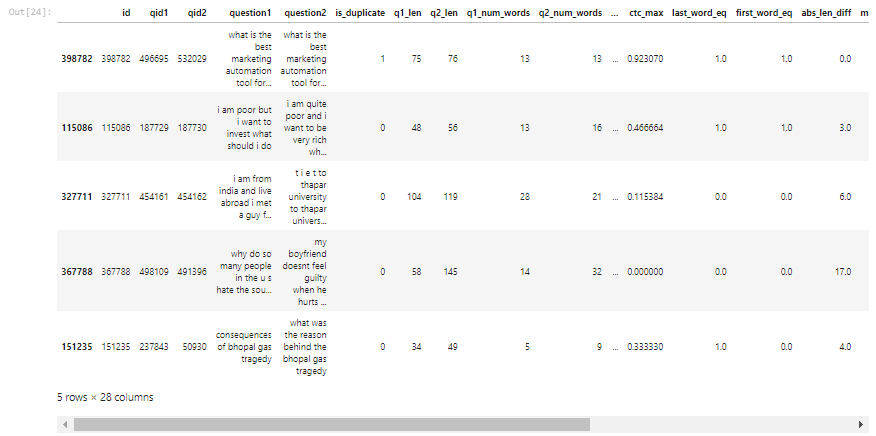 Out[24]:
id qid1 qid2 question1 question2 is_duplicate q1_len q2_len q1_num_words q2_num_words ... ctc_max last_word_eq first_word_eq abs_len_diff m
398782 398782 496695 532029 what is the best marketing automation tool for... what is the best marketing automation tool for... 1 75 76 13 13 ... 0.923070 1.0 1.0 0.0
115086 115086 187729 187730 i am poor but i want to invest what should i do i am quite poor and i want to be very rich wh... 0 48 56 13 16 ... 0.466664 1.0 1.0 3.0
327711 327711 454161 454162 i am from india and live abroad i met a guy f... t i e t to thapar university to thapar univers... 0 104 119 28 21 ... 0.115384 0.0 0.0 6.0
367788 367788 498109 491396 why do so many people in the u s hate the sou... my boyfriend doesnt feel guilty when he hurts ... 0 58 145 14 32 ... 0.000000 0.0 0.0 17.0
151235 151235 237843 50930 consequences of bhopal gas tragedy what was the reason behind the bhopal gas tragedy 0 34 49 5 9 ... 0.333330 1.0 0.0 4.0
5 rows × 28 columns